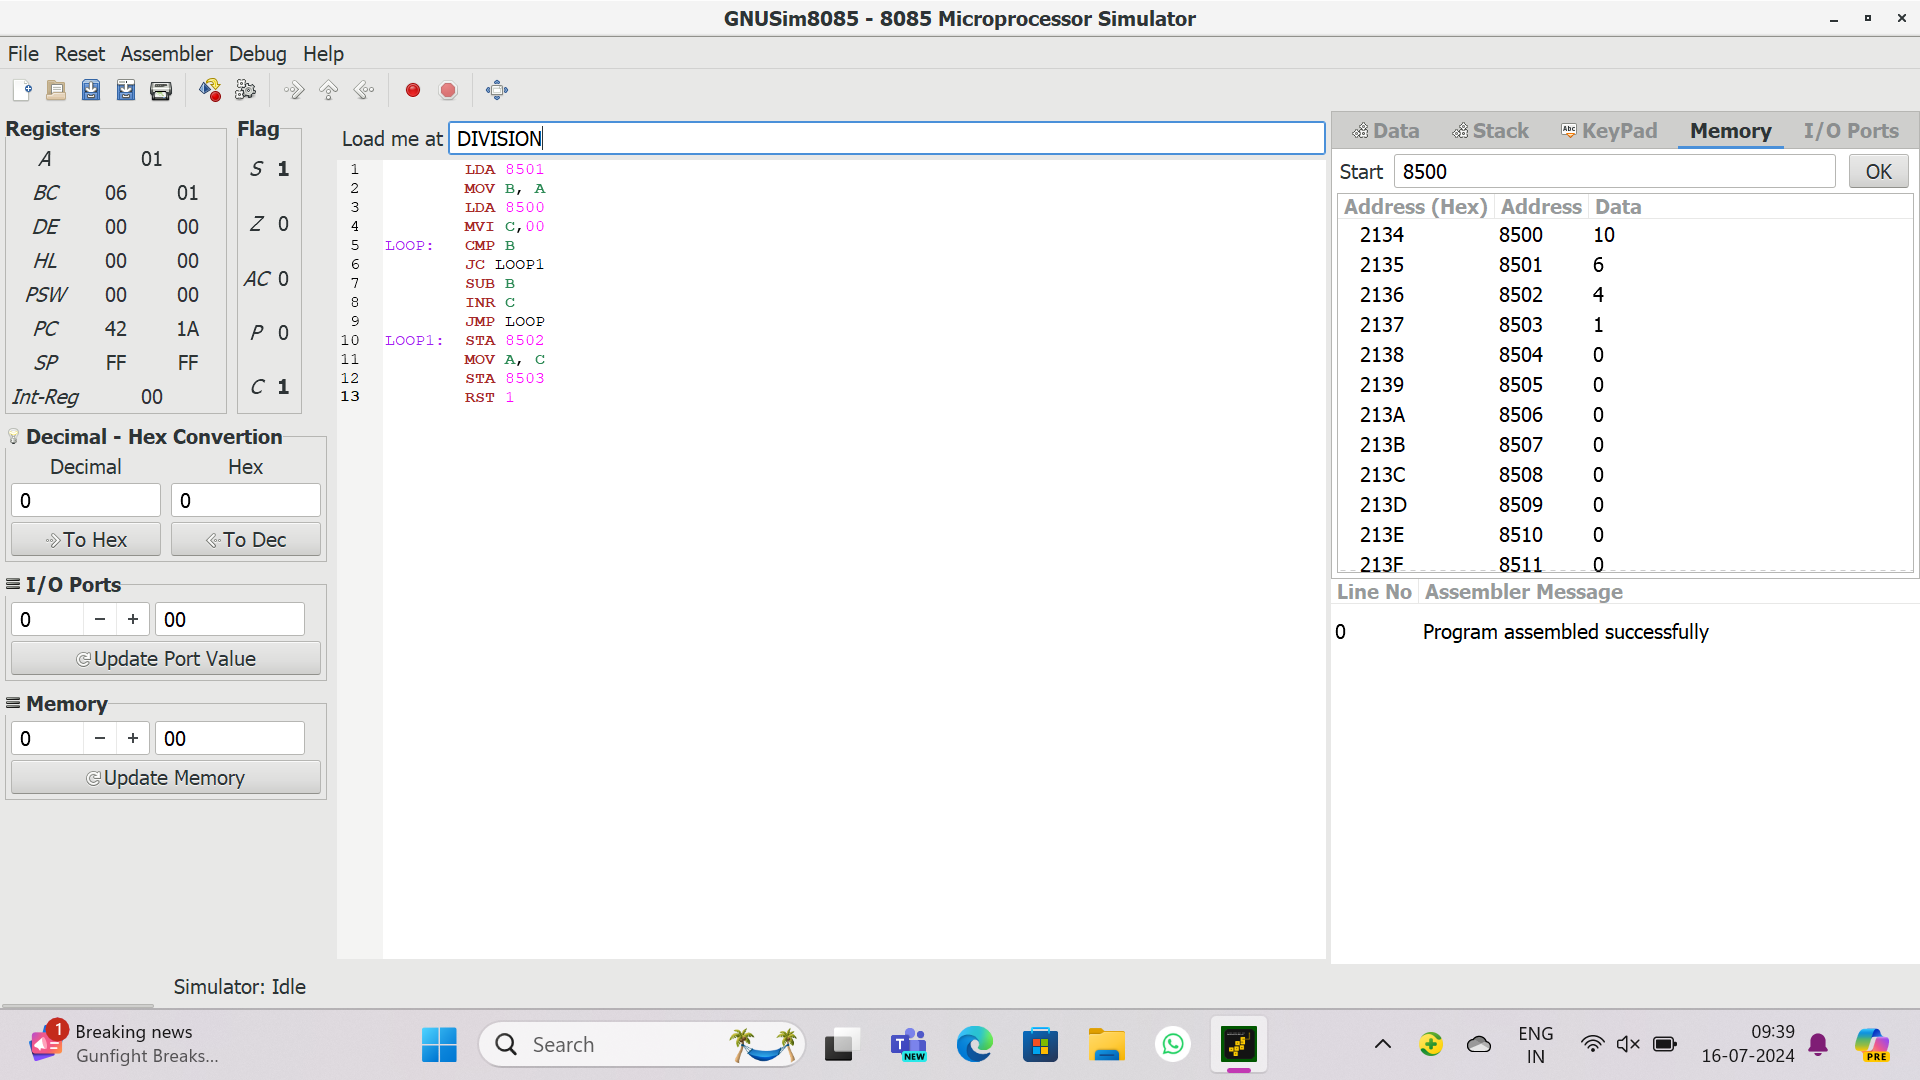 GNUSim8085 - 8085 Microprocessor Simulator
File Reset Assembler Debug Help
Registers
A 01
BC 06 01
DE 00 00
HL 00 00
PSW 00 00
PC 42 1A
SP FF FF
Int-Reg 00
Flag
S 1
Z 0
AC 0
P 0
C 1
Decimal - Hex Convertion
Decimal Hex
0 0
To Hex To Dec
I/O Ports
0 − + 00
Update Port Value
Memory
0 − + 00
Update Memory
Load me at DIVISION
1 LDA 8501
2 MOV B, A
3 LDA 8500
4 MVI C,00
5 LOOP: CMP B
6 JC LOOP1
7 SUB B
8 INR C
9 JMP LOOP
10 LOOP1: STA 8502
11 MOV A, C
12 STA 8503
13 RST 1
Data Stack Abc KeyPad Memory I/O Ports
Start 8500 OK
Address (Hex) Address Data
2134 8500 10
2135 8501 6
2136 8502 4
2137 8503 1
2138 8504 0
2139 8505 0
213A 8506 0
213B 8507 0
213C 8508 0
213D 8509 0
213E 8510 0
213F 8511 0
Line No Assembler Message
0 Program assembled successfully
Simulator: Idle
1 Breaking news
Gunfight Breaks...
Search
T NEW
ENG
IN
09:39
16-07-2024
PRE